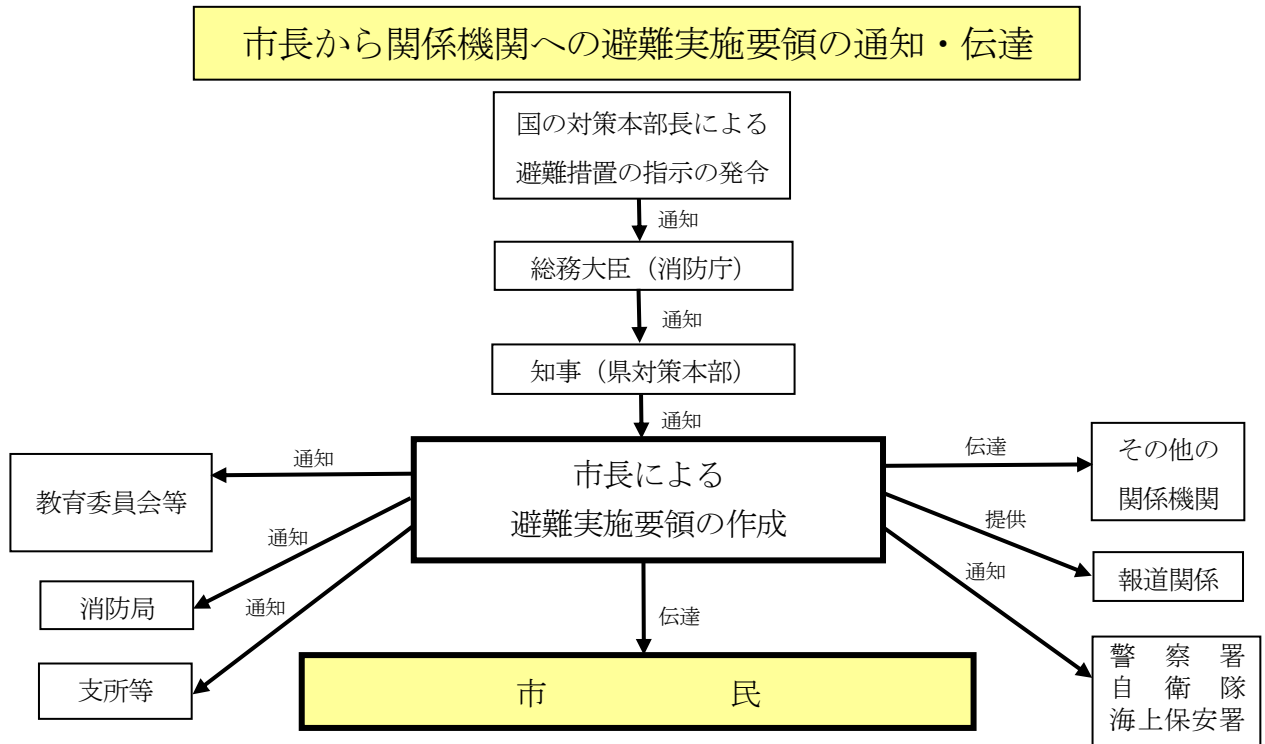 市長から関係機関への避難実施要領の通知・伝達
国の対策本部長による
避難措置の指示の発令
通知
総務大臣（消防庁）
通知
知事（県対策本部）
通知
市長による
避難実施要領の作成
通知
教育委員会等
通知
消防局
通知
支所等
伝達
市民
伝達
その他の
関係機関
提供
報道関係
通知
警察署
自衛隊
海上保安署